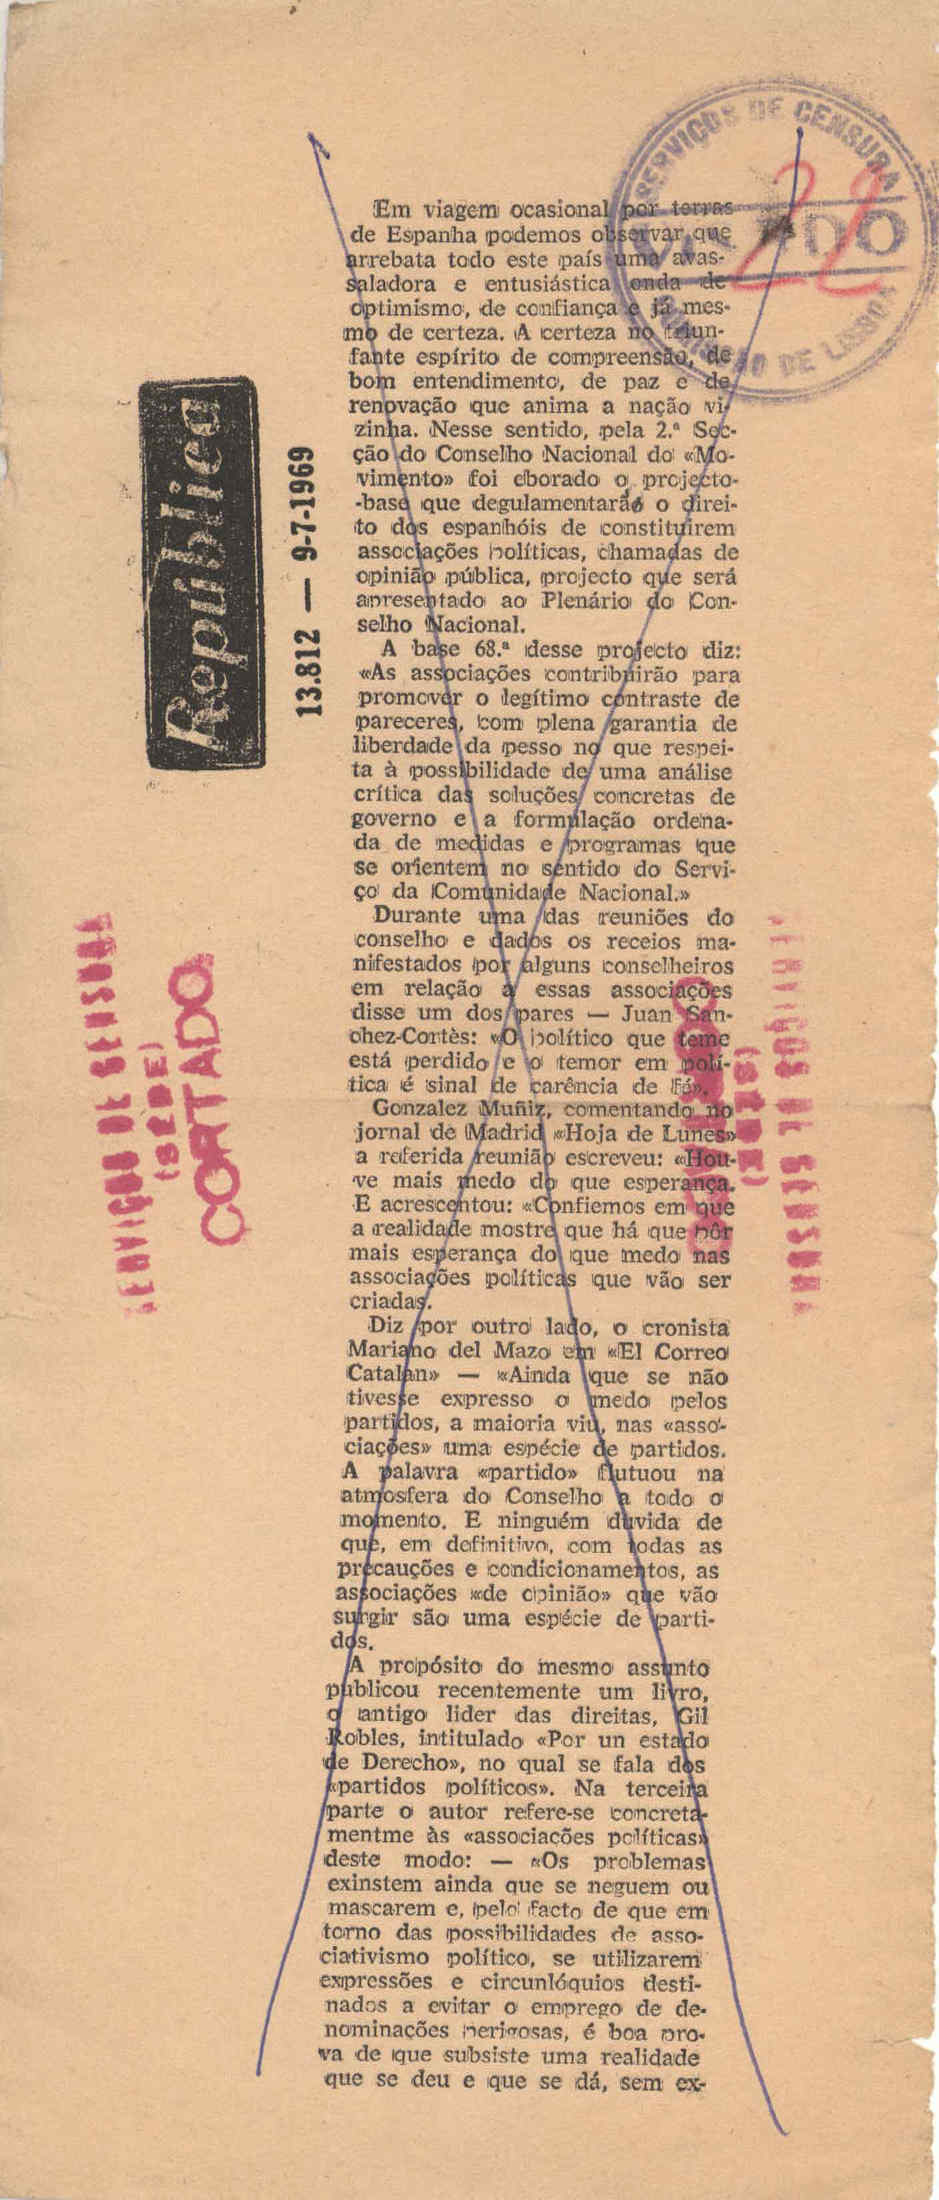 SERVIÇOS DE CENSURA
22
COMISSÃO DE LISBOA
República
13.812 — 9-7-1969
SERVIÇOS DE CENSURA
(SEDE)
CORTADO
SERVIÇOS DE CENSURA
(SEDE)
CORTADO
Em viagem ocasional por terras
de Espanha podemos observar que
arrebata todo este país uma avas-
saladora e entusiástica onda de
optimismo, de confiança e já mes-
mo de certeza. A certeza no triun-
fante espírito de compreensão, de
bom entendimento, de paz e de
renovação que anima a nação vi-
zinha. Nesse sentido, pela 2.ª Sec-
ção do Conselho Nacional do «Mo-
vimento» foi eborado o projecto-
-base que degulamentará o direi-
to dos espanhóis de constituírem
associações políticas, chamadas de
opinião pública, projecto que será
apresentado ao Plenário do Con-
selho Nacional.
A base 68.ª desse projecto diz:
«As associações contribuirão para
promover o legítimo contraste de
pareceres, com plena garantia de
liberdade da pesso no que respei-
ta à possibilidade de uma análise
crítica das soluções concretas de
governo e a formulação ordena-
da de medidas e programas que
se orientem no sentido do Servi-
ço da Comunidade Nacional.»
Durante uma das reuniões do
conselho e dados os receios ma-
nifestados por alguns conselheiros
em relação a essas associações
disse um dos pares — Juan San-
chez-Cortès: «O político que teme
está perdido e o temor em polí-
tica é sinal de carência de fé».
Gonzalez Muñiz, comentando no
jornal de Madrid «Hoja de Lunes»
a referida reunião escreveu: «Hou-
ve mais medo do que esperança.
E acrescentou: «Confiemos em que
a realidade mostre que há que pôr
mais esperança do que medo nas
associações políticas que vão ser
criadas.
Diz por outro lado, o cronista
Mariano del Mazo em «El Correo
Catalan» — «Ainda que se não
tivesse expresso o medo pelos
partidos, a maioria viu, nas «asso-
ciações» uma espécie de partidos.
A palavra «partido» flutuou na
atmosfera do Conselho a todo o
momento. E ninguém duvida de
que, em definitivo, com todas as
precauções e condicionamentos, as
associações «de opinião» que vão
surgir são uma espécie de parti-
dos.
A propósito do mesmo assunto
publicou recentemente um livro,
o antigo lider das direitas, Gil
Robles, intitulado «Por un estado
de Derecho», no qual se fala dos
«partidos políticos». Na terceira
parte o autor refere-se concreta-
mentme às «associações políticas»
deste modo: — «Os problemas
exinstem ainda que se neguem ou
mascarem e, pelo facto de que em
torno das possibilidades de asso-
ciativismo político, se utilizarem
expressões e circunlóquios desti-
nados a evitar o emprego de de-
nominações perigosas, é boa pro-
va de que subsiste uma realidade
que se deu e que se dá, sem ex-